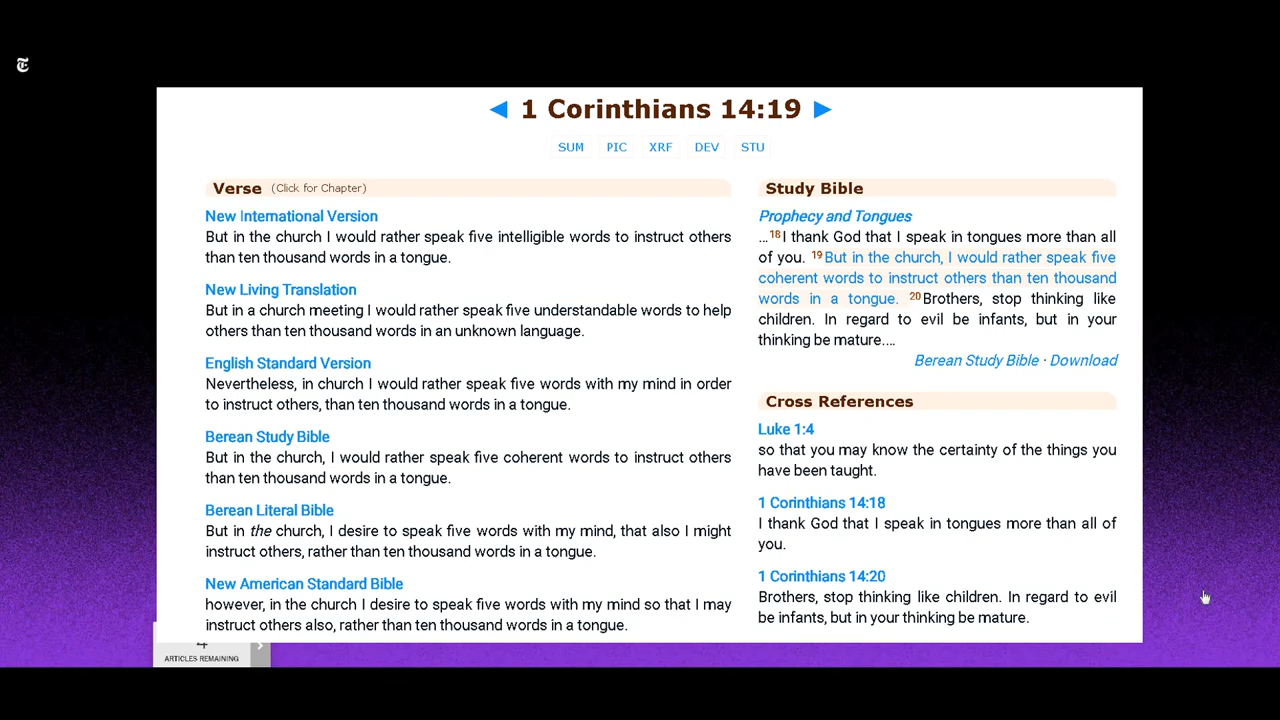 T
◄ 1 Corinthians 14:19 ►
SUM PIC XRF DEV STU
Verse (Click for Chapter)
New International Version
But in the church I would rather speak five intelligible words to instruct others
than ten thousand words in a tongue.
New Living Translation
But in a church meeting I would rather speak five understandable words to help
others than ten thousand words in an unknown language.
English Standard Version
Nevertheless, in church I would rather speak five words with my mind in order
to instruct others, than ten thousand words in a tongue.
Berean Study Bible
But in the church, I would rather speak five coherent words to instruct others
than ten thousand words in a tongue.
Berean Literal Bible
But in the church, I desire to speak five words with my mind, that also I might
instruct others, rather than ten thousand words in a tongue.
New American Standard Bible
however, in the church I desire to speak five words with my mind so that I may
instruct others also, rather than ten thousand words in a tongue.
Study Bible
Prophecy and Tongues
...18 I thank God that I speak in tongues more than all
of you. 19 But in the church, I would rather speak five
coherent words to instruct others than ten thousand
words in a tongue. 20 Brothers, stop thinking like
children. In regard to evil be infants, but in your
thinking be mature....
Berean Study Bible · Download
Cross References
Luke 1:4
so that you may know the certainty of the things you
have been taught.
1 Corinthians 14:18
I thank God that I speak in tongues more than all of
you.
1 Corinthians 14:20
Brothers, stop thinking like children. In regard to evil
be infants, but in your thinking be mature.
ARTICLES REMAINING